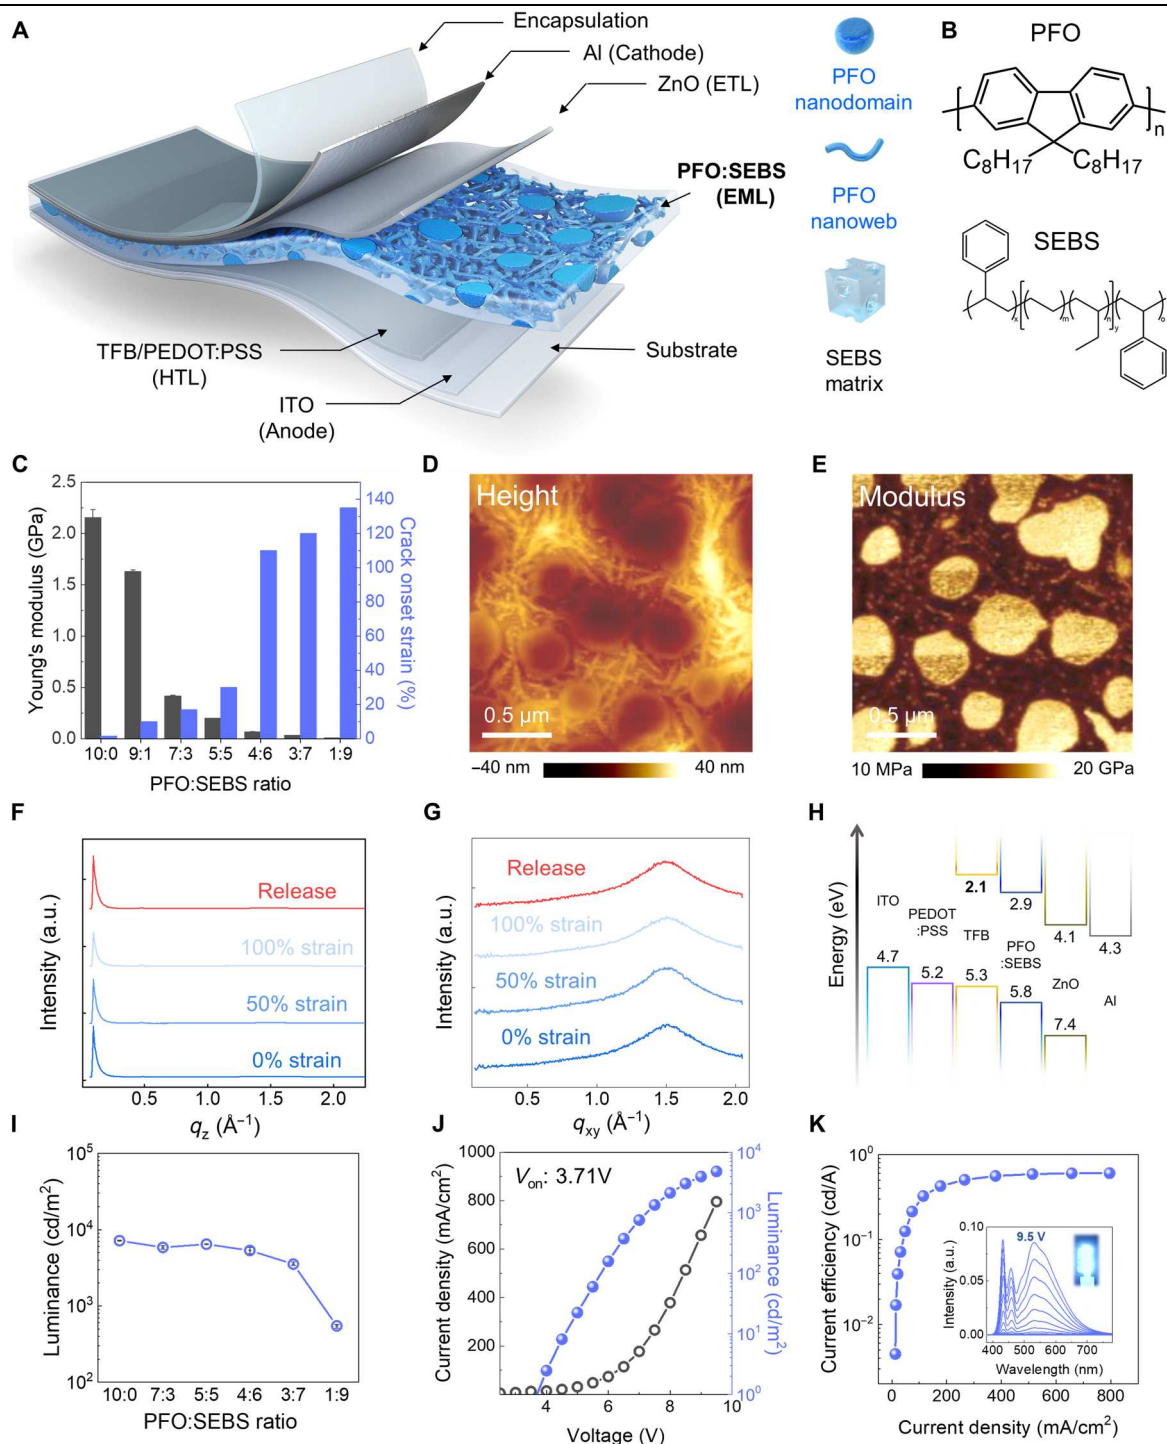 A
Encapsulation
Al (Cathode)
ZnO (ETL)
PFO:SEBS
(EML)
TFB/PEDOT:PSS
(HTL)
ITO
(Anode)
Substrate
PFO
nanodomain
PFO
nanoweb
SEBS
matrix
B
PFO
n
C8H17 C8H17
SEBS
x m n y o
C
Young's modulus (GPa)
2.5
2.0
1.5
1.0
0.5
0.0
140
120
100
80
60
40
20
0
Crack onset strain (%)
10:0 9:1 7:3 5:5 4:6 3:7 1:9
PFO:SEBS ratio
D
Height
0.5 μm
−40 nm 40 nm
E
Modulus
0.5 μm
10 MPa 20 GPa
F
Intensity (a.u.)
Release
100% strain
50% strain
0% strain
0.5 1.0 1.5 2.0
qz (Å−1)
G
Intensity (a.u.)
Release
100% strain
50% strain
0% strain
0.5 1.0 1.5 2.0
qxy (Å−1)
H
Energy (eV)
ITO
4.7
PEDOT
:PSS
5.2
2.1
TFB
5.3
2.9
PFO
:SEBS
5.8
4.1
ZnO
7.4
4.3
Al
I
Luminance (cd/m2)
105
104
103
102
10:0 7:3 5:5 4:6 3:7 1:9
PFO:SEBS ratio
J
Current density (mA/cm2)
1000
800
600
400
200
Von: 3.71V
104
103
102
101
100
Luminance (cd/m2)
4 6 8 10
Voltage (V)
K
Current efficiency (cd/A)
100
10−1
10−2
0 200 400 600 800
Current density (mA/cm2)
Intensity (a.u.)
0.10
0.05
0.00
9.5 V
400 500 600 700
Wavelength (nm)